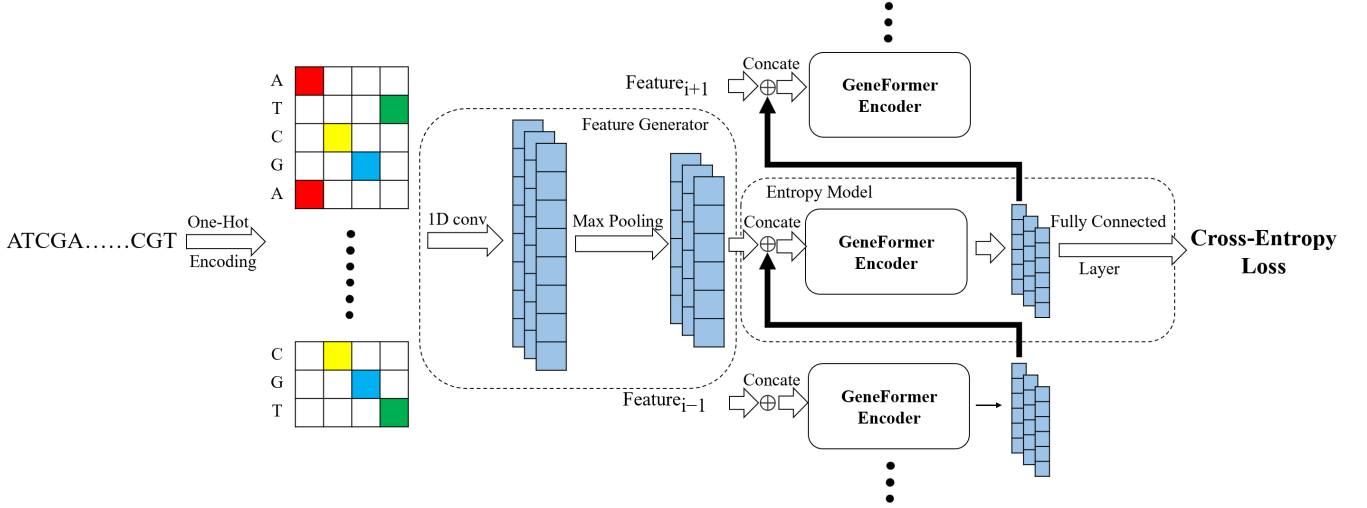 ATCGA……CGT
One-Hot
Encoding
A
T
C
G
A
C
G
T
Feature Generator
1D conv
Max Pooling
Feature i+1
Concate
GeneFormer
Encoder
Entropy Model
Concate
GeneFormer
Encoder
Fully Connected
Layer
Cross-Entropy
Loss
Feature i−1
Concate
GeneFormer
Encoder